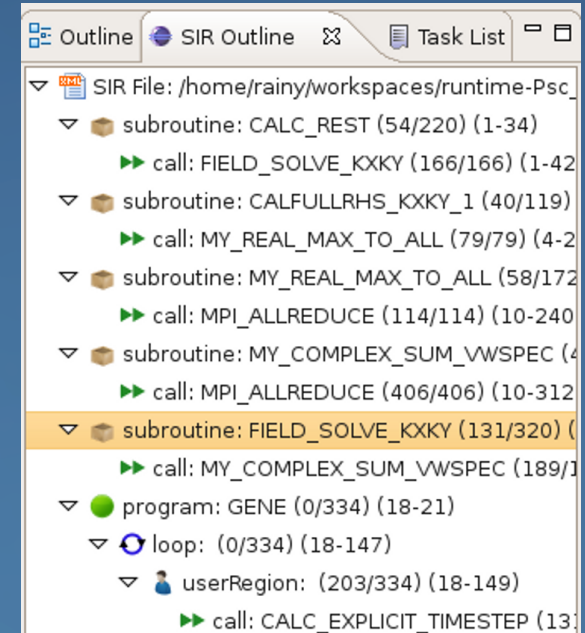 Outline SIR Outline Task List
SIR File: /home/rainy/workspaces/runtime-Psc_
subroutine: CALC_REST (54/220) (1-34)
call: FIELD_SOLVE_KXKY (166/166) (1-42
subroutine: CALFULLRHS_KXKY_1 (40/119)
call: MY_REAL_MAX_TO_ALL (79/79) (4-2
subroutine: MY_REAL_MAX_TO_ALL (58/172
call: MPI_ALLREDUCE (114/114) (10-240
subroutine: MY_COMPLEX_SUM_VWSPEC (4
call: MPI_ALLREDUCE (406/406) (10-312
subroutine: FIELD_SOLVE_KXKY (131/320) (
call: MY_COMPLEX_SUM_VWSPEC (189/1
program: GENE (0/334) (18-21)
loop: (0/334) (18-147)
userRegion: (203/334) (18-149)
call: CALC_EXPLICIT_TIMESTEP (13